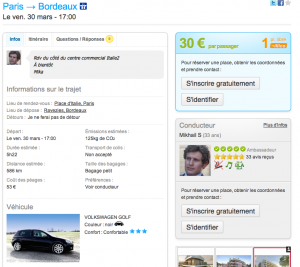 Paris → Bordeaux
Le ven. 30 mars - 17:00
Infos
Itinéraire
Questions / Réponses
Rdv du côté du centre commercial Italie2
À bientôt
Mika
Informations sur le trajet
Lieu de rendez-vous : Place d'Italie, Paris
Lieu de dépose : Ravezies, Bordeaux
Détours : Je ne ferai pas de détour
Départ :
Le ven. 30 mars - 17:00
Émissions estimées :
125kg de CO2
Durée estimée :
5h22
Transport de colis :
Non accepté
Distance estimée :
586 km
Taille des bagages :
Bagage petit
Coût des péages :
53 €
Préférences :
Voir conducteur
Véhicule
VOLKSWAGEN GOLF
Couleur : noir
Confort : Confortable
30 € par passager
1
Pour réserver une place, obtenir les coordonnées
et prendre contact :
S'inscrire gratuitement
S'identifier
Conducteur
Plus d'infos
Mikhail S (33 ans)
Ambassadeur
33 avis reçus
Pour réserver une place, obtenir les coordonnées
et prendre contact :
S'inscrire gratuitement
S'identifier